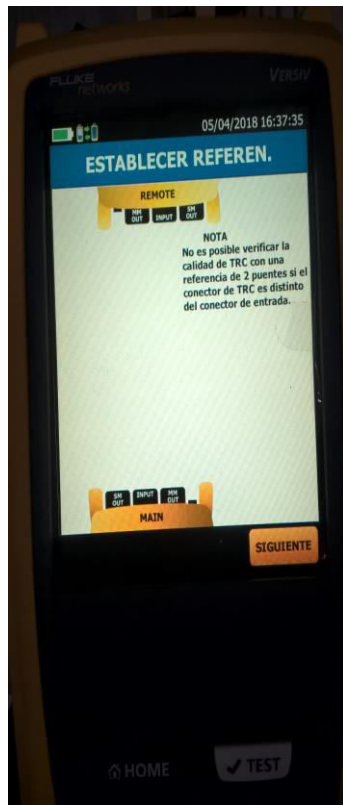 FLUKE
networks
VERSIV
05/04/2018 16:37:35
ESTABLECER REFEREN.
REMOTE
MM
OUT
INPUT
SM
OUT
NOTA
No es posible verificar la
calidad de TRC con una
referencia de 2 puentes si el
conector de TRC es distinto
del conector de entrada.
SM
OUT
INPUT
MM
OUT
MAIN
SIGUIENTE
HOME
TEST